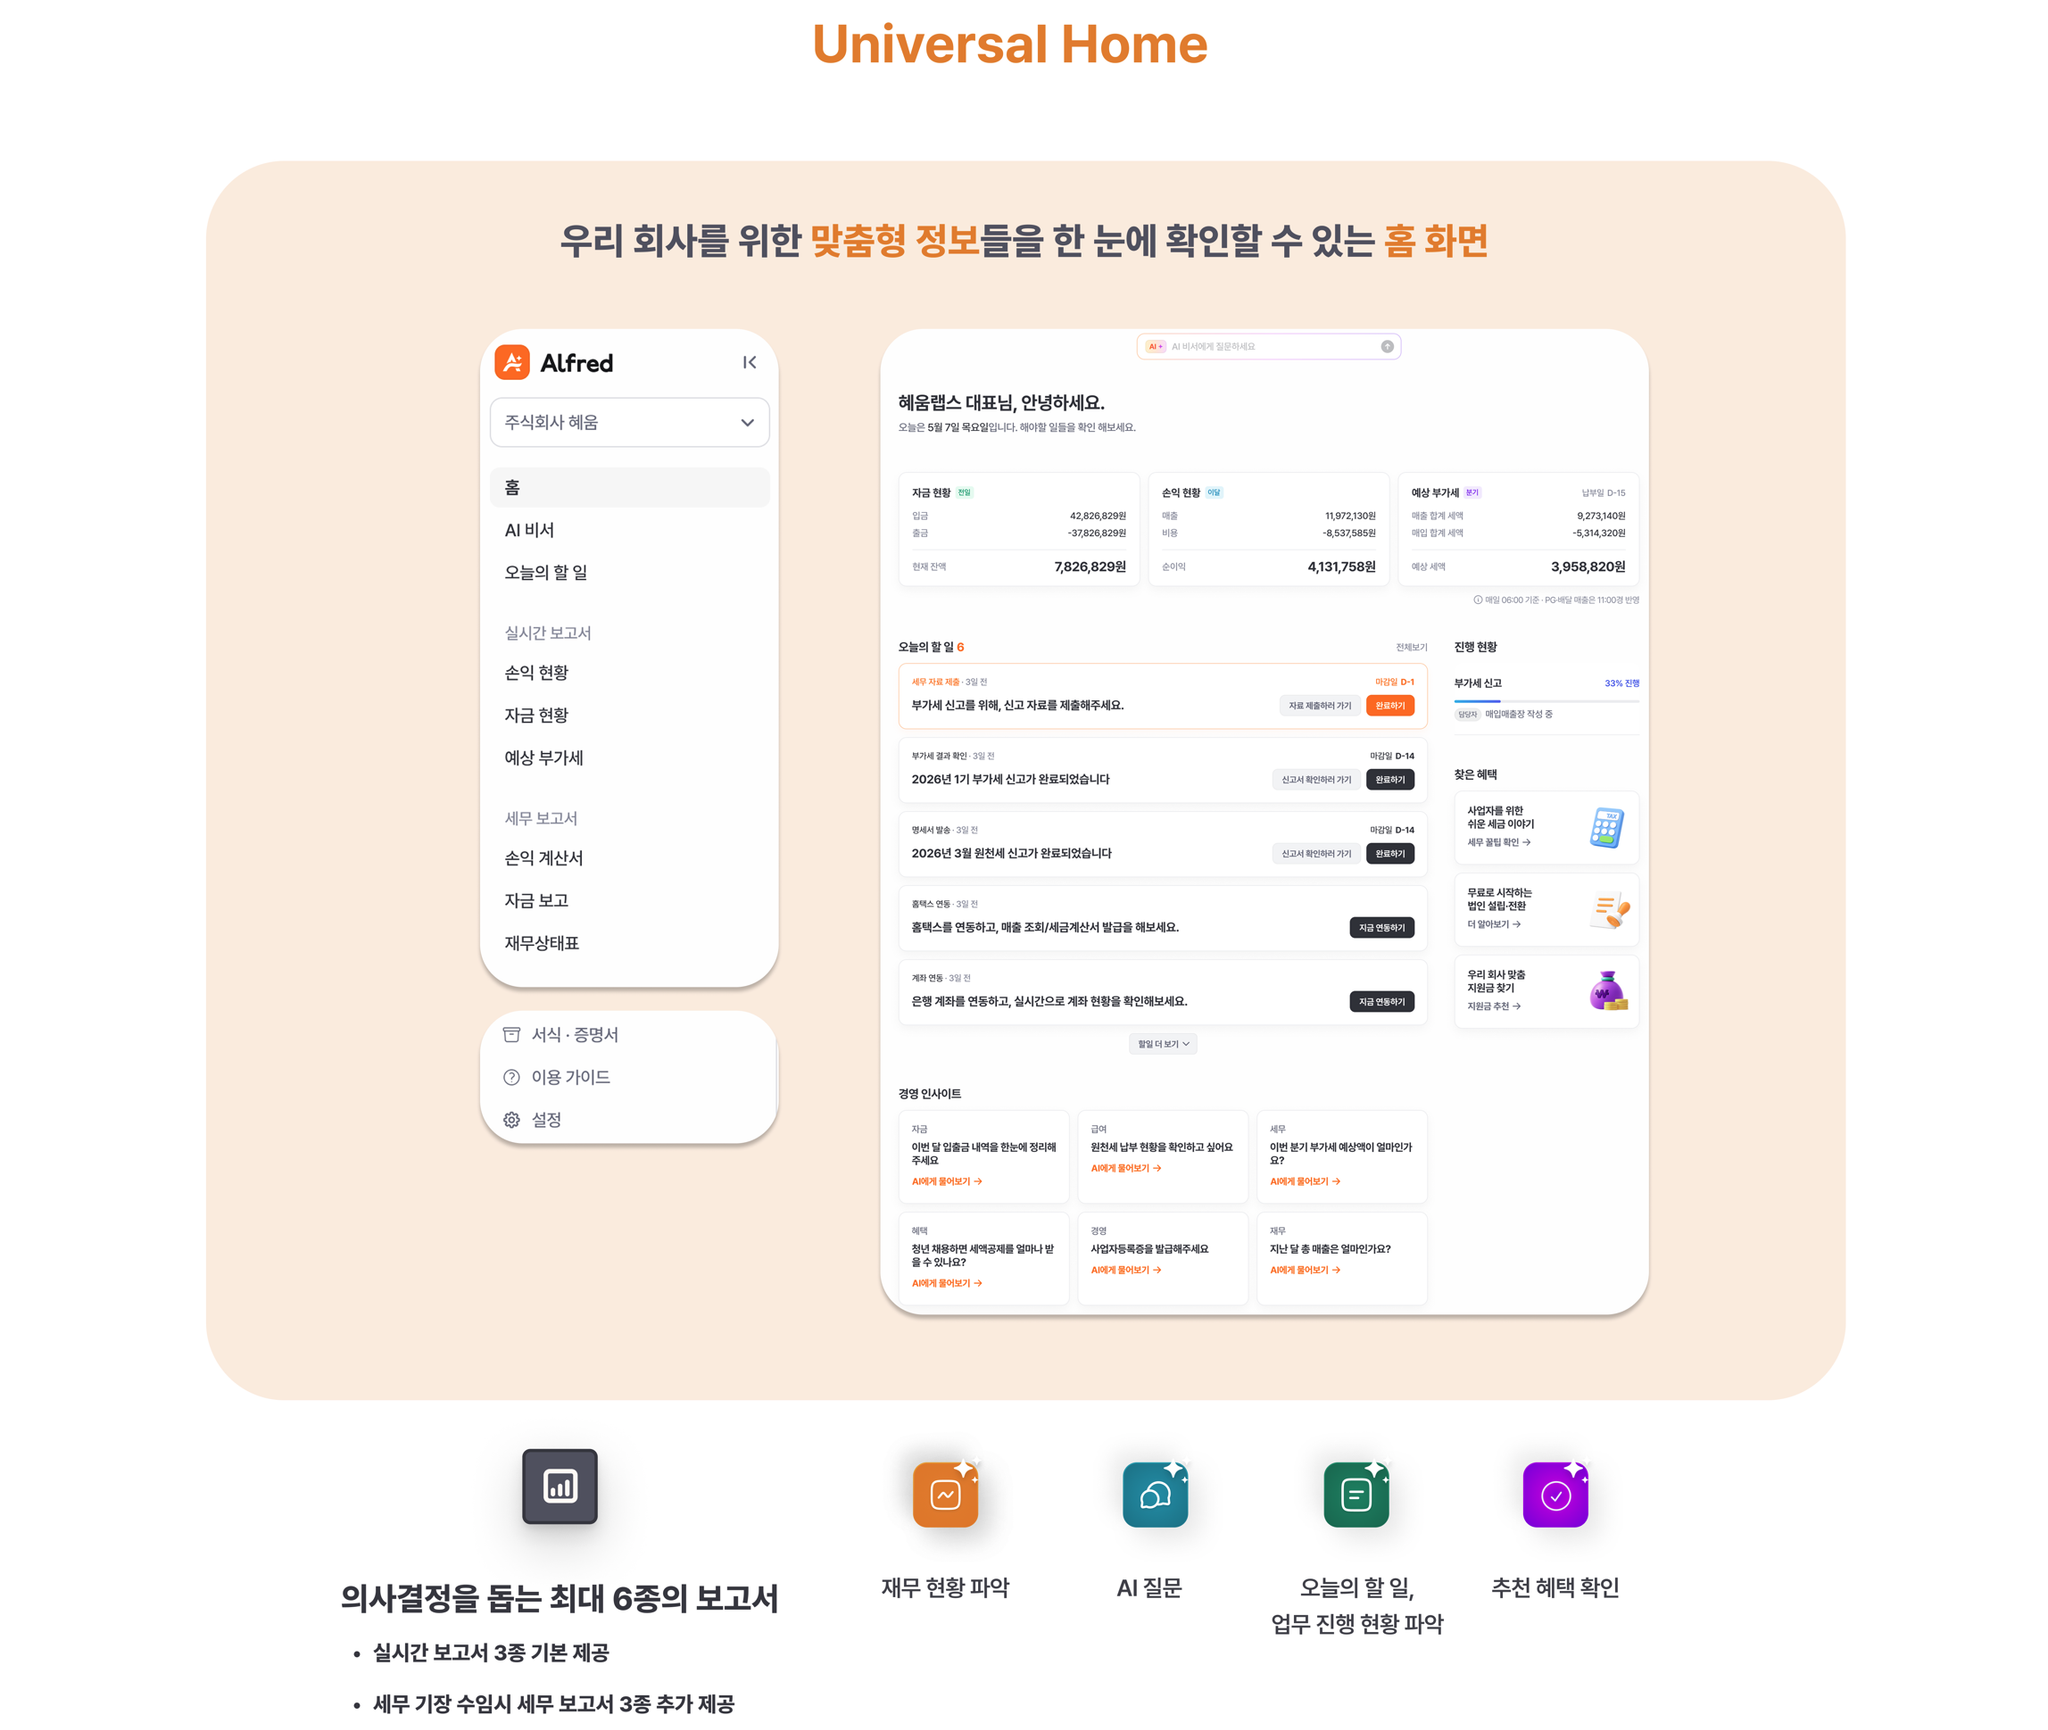 Universal Home
우리 회사를 위한 맞춤형 정보들을 한 눈에 확인할 수 있는 홈 화면
Alfred
주식회사 혜움
홈
AI 비서
오늘의 할 일
실시간 보고서
손익 현황
자금 현황
예상 부가세
세무 보고서
손익 계산서
자금 보고
재무상태표
서식 · 증명서
이용 가이드
설정
AI + AI 비서에게 질문하세요
혜움랩스 대표님, 안녕하세요.
오늘은 5월 7일 목요일입니다. 해야할 일들을 확인 해보세요.
자금 현황 전일
입금 42,826,829원
출금 -37,826,829원
현재 잔액 7,826,829원
손익 현황 이달
매출 11,972,130원
비용 -8,537,585원
순이익 4,131,758원
예상 부가세 분기 납부일 D-15
매출 합계 세액 9,273,140원
매입 합계 세액 -5,314,320원
예상 세액 3,958,820원
매일 06:00 기준 · PG·배달 매출은 11:00경 반영
오늘의 할 일 6 전체보기
세무 자료 제출 · 3일 전 마감일 D-1
부가세 신고를 위해, 신고 자료를 제출해주세요. 자료 제출하러 가기 완료하기
부가세 결과 확인 · 3일 전 마감일 D-14
2026년 1기 부가세 신고가 완료되었습니다 신고서 확인하러 가기 완료하기
명세서 발송 · 3일 전 마감일 D-14
2026년 3월 원천세 신고가 완료되었습니다 신고서 확인하러 가기 완료하기
홈택스 연동 · 3일 전
홈택스를 연동하고, 매출 조회/세금계산서 발급을 해보세요. 지금 연동하기
계좌 연동 · 3일 전
은행 계좌를 연동하고, 실시간으로 계좌 현황을 확인해보세요. 지금 연동하기
할일 더 보기
진행 현황
부가세 신고 33% 진행
담당자 매입매출장 작성 중
찾은 혜택
사업자를 위한
쉬운 세금 이야기
세무 꿀팁 확인 →
TAX
무료로 시작하는
법인 설립·전환
더 알아보기 →
우리 회사 맞춤
지원금 찾기
지원금 추천 →
₩
경영 인사이트
자금
이번 달 입출금 내역을 한눈에 정리해
주세요
AI에게 물어보기 →
급여
원천세 납부 현황을 확인하고 싶어요
AI에게 물어보기 →
세무
이번 분기 부가세 예상액이 얼마인가
요?
AI에게 물어보기 →
혜택
청년 채용하면 세액공제를 얼마나 받
을 수 있나요?
AI에게 물어보기 →
경영
사업자등록증을 발급해주세요
AI에게 물어보기 →
재무
지난 달 총 매출은 얼마인가요?
AI에게 물어보기 →
의사결정을 돕는 최대 6종의 보고서
• 실시간 보고서 3종 기본 제공
• 세무 기장 수임시 세무 보고서 3종 추가 제공
재무 현황 파악
AI 질문
오늘의 할 일,
업무 진행 현황 파악
추천 혜택 확인